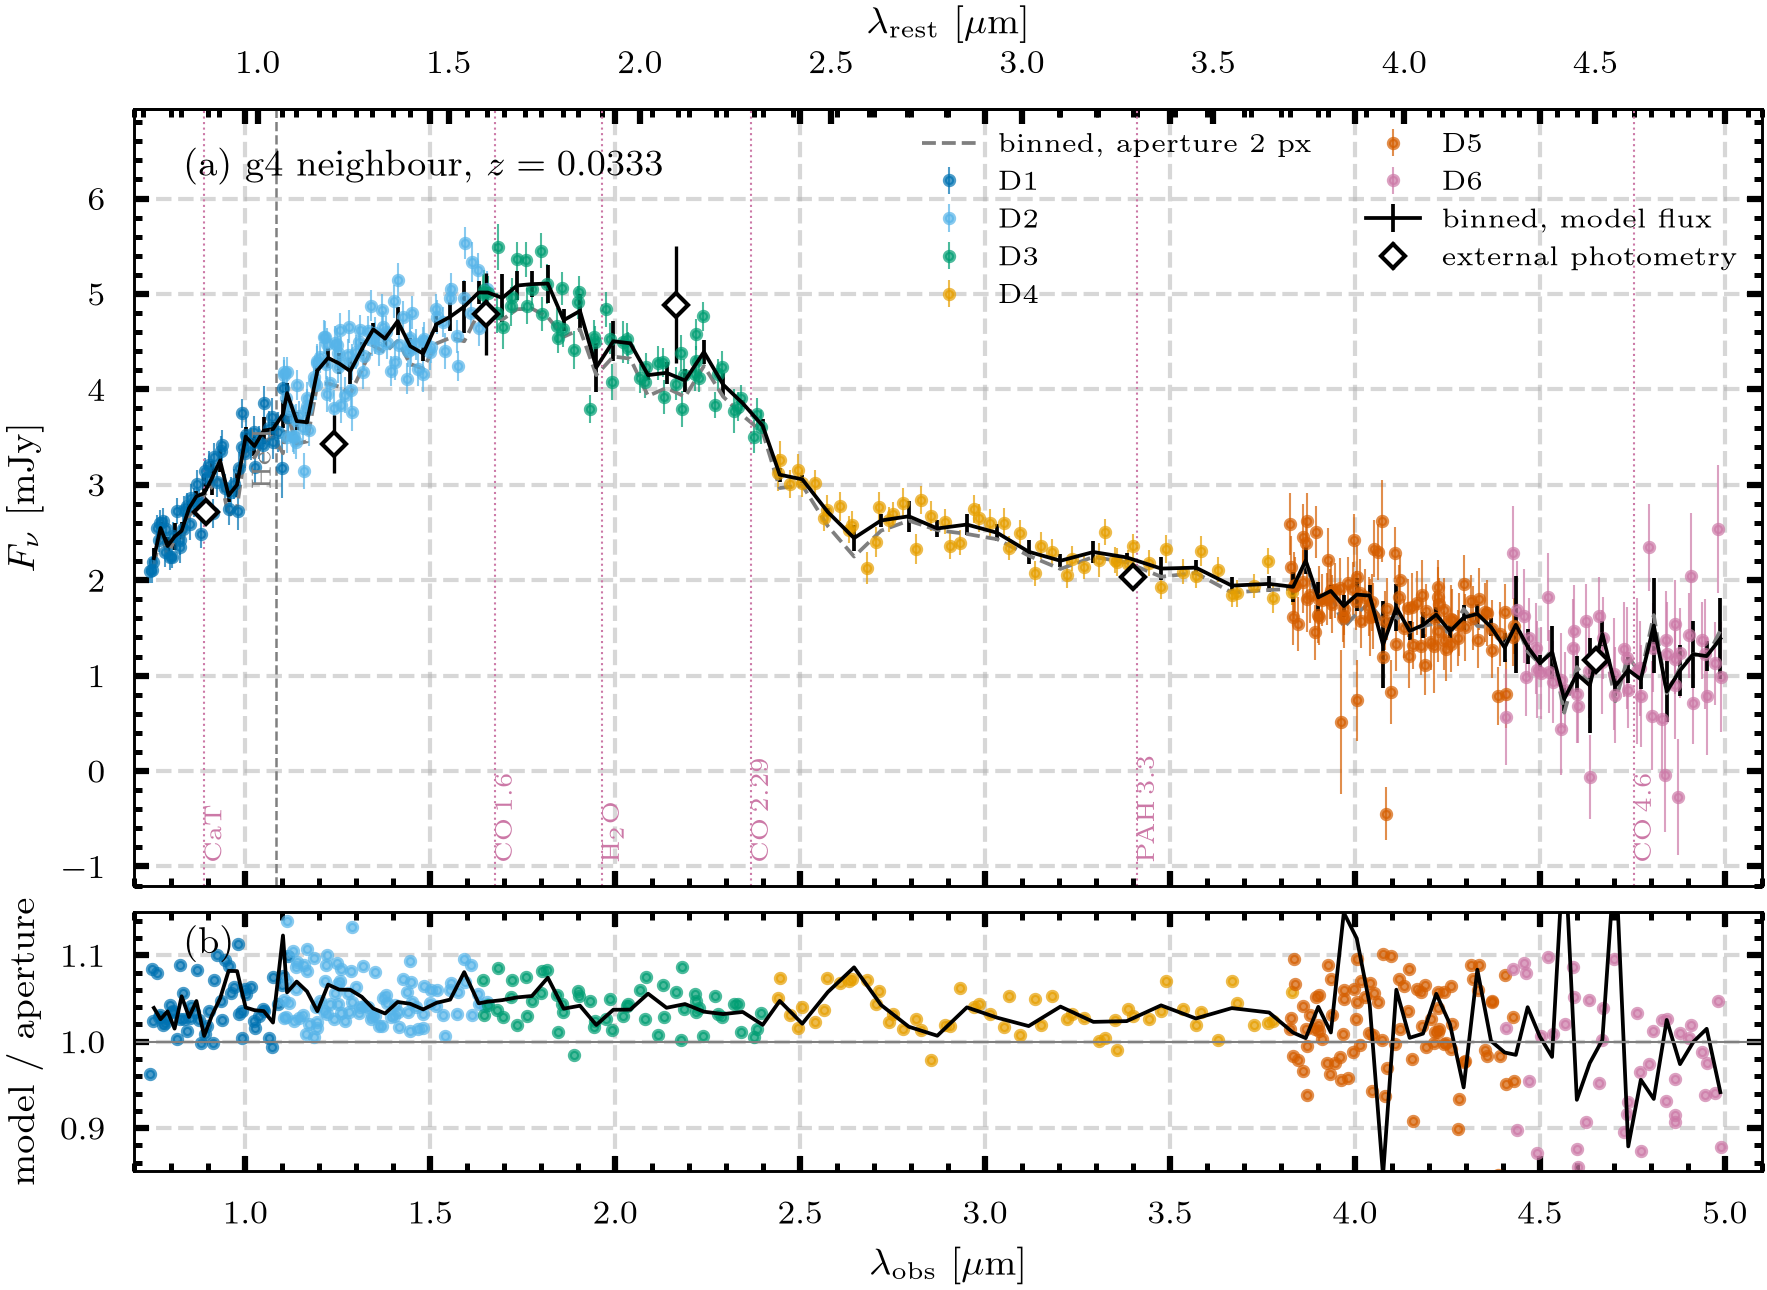 λrest [μm]
1.0 1.5 2.0 2.5 3.0 3.5 4.0 4.5
(a) g4 neighbour, z = 0.0333
binned, aperture 2 px
D1
D2
D3
D4
D5
D6
binned, model flux
external photometry
Fν [mJy]
6
5
4
3
2
1
0
−1
CaT
CO 1.6
H₂O
CO 2.29
PAH 3.3
CO 4.6
(b)
model / aperture
1.1
1.0
0.9
1.0 1.5 2.0 2.5 3.0 3.5 4.0 4.5 5.0
λobs [μm]